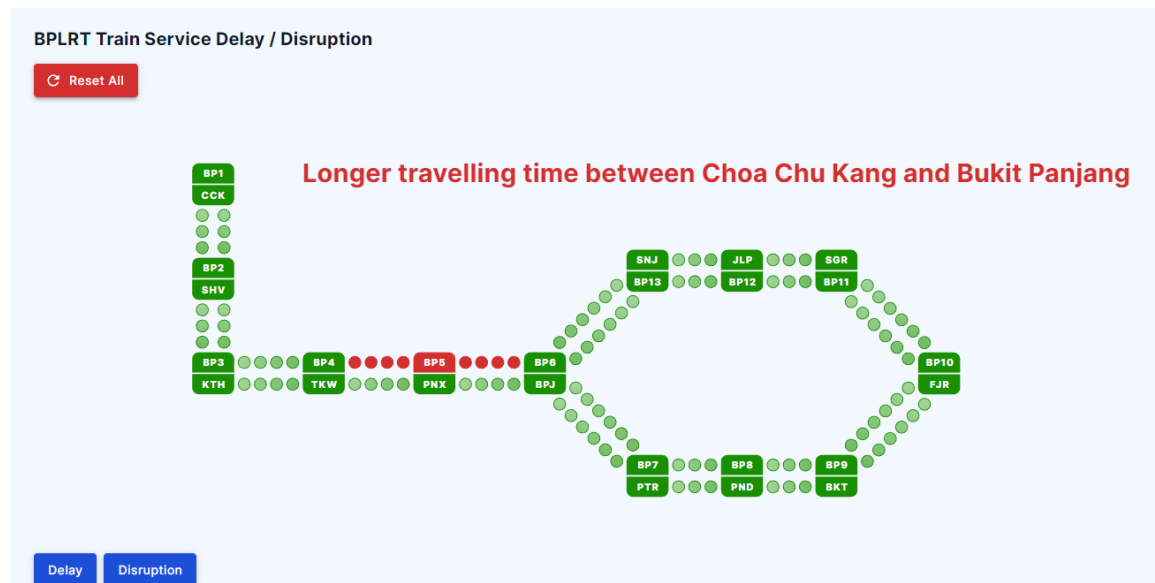 BPLRT Train Service Delay / Disruption
Reset All
BP1
CCK
Longer travelling time between Choa Chu Kang and Bukit Panjang
BP2
SHV
SNJ JLP SGR
BP13 BP12 BP11
BP3 BP4 BP5 BP6 BP10
KTH TKW PNX BPJ FJR
BP7 BP8 BP9
PTR PND BKT
Delay Disruption